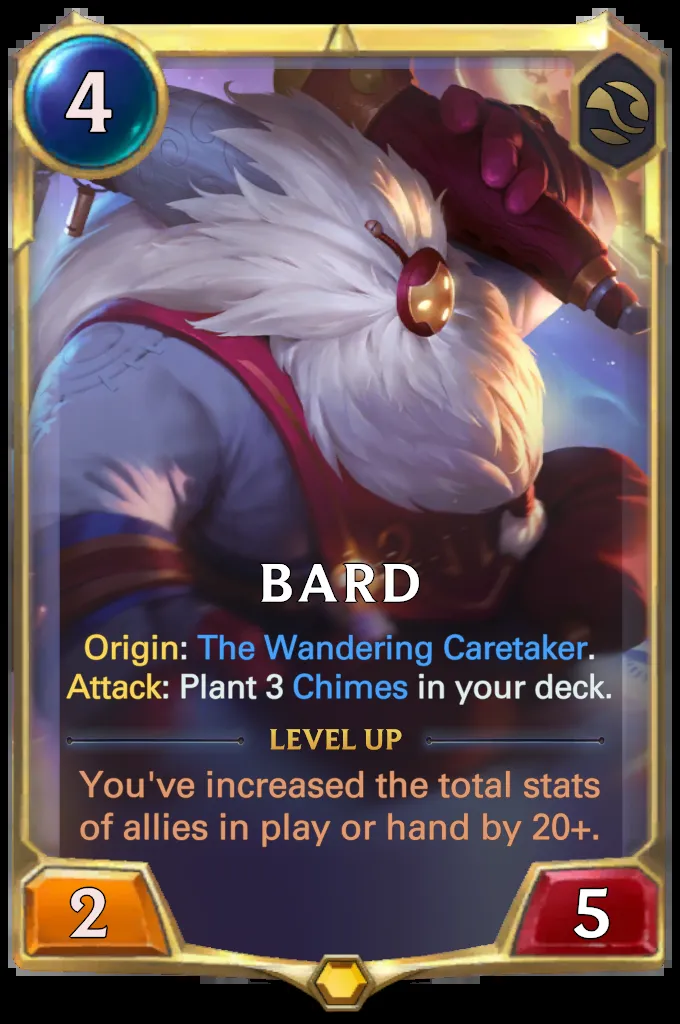 4
BARD
Origin: The Wandering Caretaker.
Attack: Plant 3 Chimes in your deck.
LEVEL UP
You've increased the total stats
of allies in play or hand by 20+.
2
5